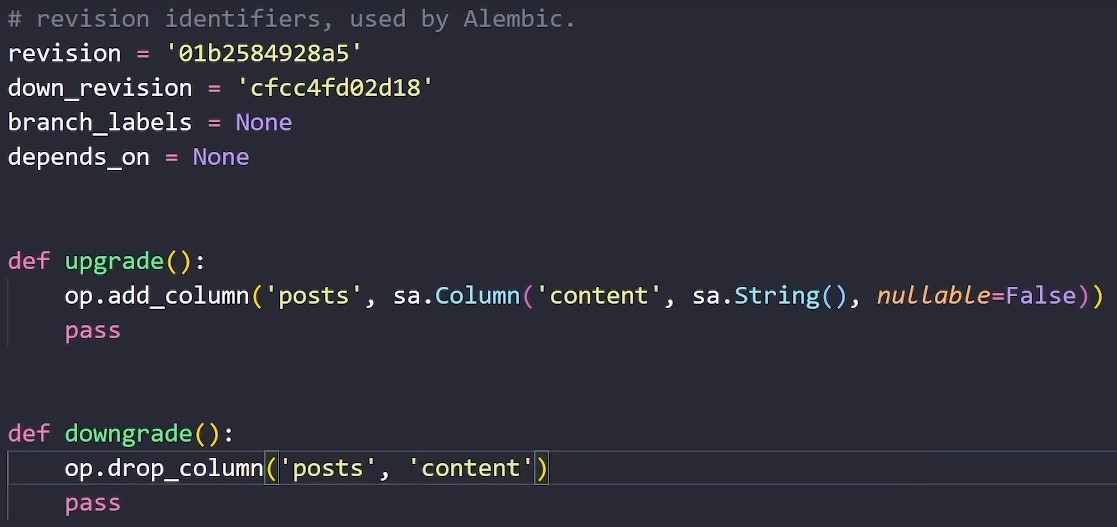 # revision identifiers, used by Alembic.
revision = '01b2584928a5'
down_revision = 'cfcc4fd02d18'
branch_labels = None
depends_on = None
def upgrade():
    op.add_column('posts', sa.Column('content', sa.String(), nullable=False))
    pass
def downgrade():
    op.drop_column('posts', 'content')
    pass